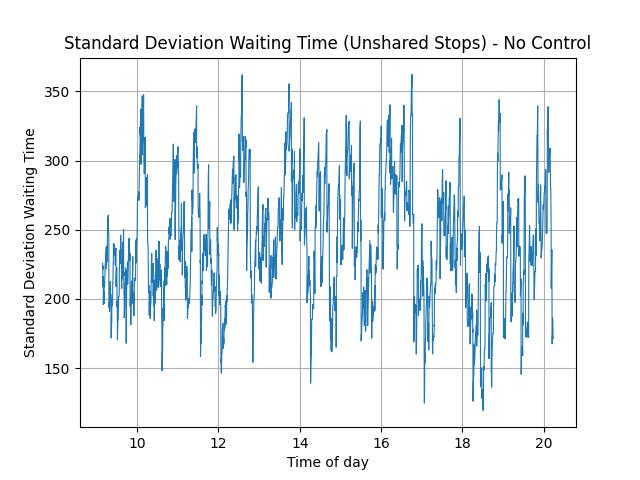 Standard Deviation Waiting Time (Unshared Stops) - No Control
Standard Deviation Waiting Time
350
300
250
200
150
10 12 14 16 18 20
Time of day